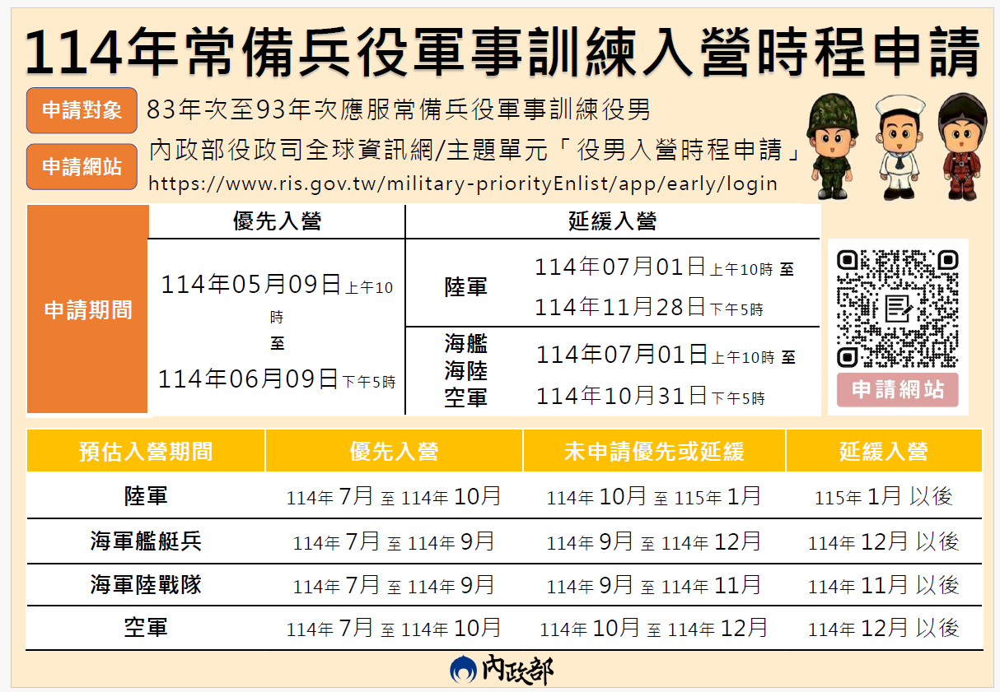 114年常備兵役軍事訓練入營時程申請
申請對象 83年次至93年次應服常備兵役軍事訓練役男
申請網站 內政部役政司全球資訊網/主題單元「役男入營時程申請」
https://www.ris.gov.tw/military-priorityEnlist/app/early/login
申請期間
優先入營
114年05月09日上午10
時
至
114年06月09日下午5時
延緩入營
陸軍
114年07月01日上午10時 至
114年11月28日下午5時
海艦
海陸
空軍
114年07月01日上午10時 至
114年10月31日下午5時
申請網站
預估入營期間 優先入營 未申請優先或延緩 延緩入營
陸軍 114年 7月 至 114年 10月 114年 10月 至 115年 1月 115年 1月 以後
海軍艦艇兵 114年 7月 至 114年 9月 114年 9月 至 114年 12月 114年 12月 以後
海軍陸戰隊 114年 7月 至 114年 9月 114年 9月 至 114年 11月 114年 11月 以後
空軍 114年 7月 至 114年 10月 114年 10月 至 114年 12月 114年 12月 以後
內政部